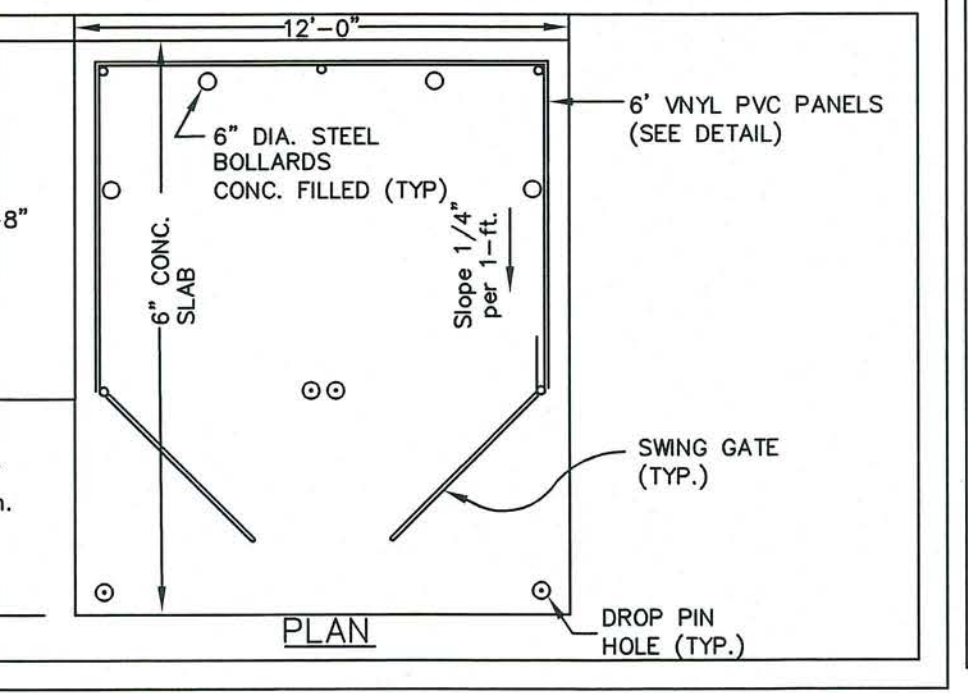 12'-0"
6' VNYL PVC PANELS
(SEE DETAIL)
6" DIA. STEEL
BOLLARDS
CONC. FILLED (TYP)
8"
6" CONC.
SLAB
Slope 1/4"
per 1-ft.
SWING GATE
(TYP.)
PLAN
DROP PIN
HOLE (TYP.)